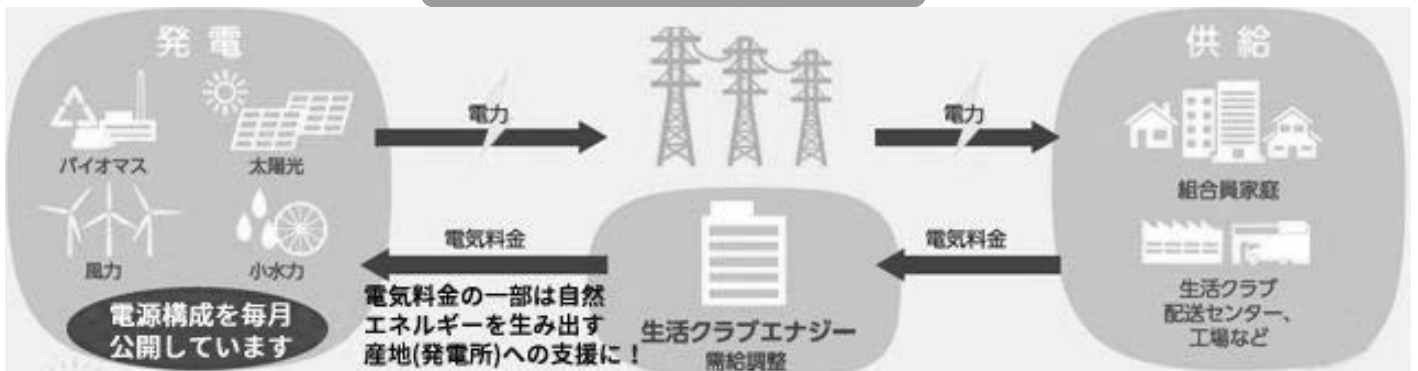 発電
バイオマス
太陽光
風力
小水力
電源構成を毎月
公開しています
電力
電気料金
電気料金の一部は自然
エネルギーを生み出す
産地(発電所)への支援に！
生活クラブエナジー
需給調整
電力
電気料金
供給
組合員家庭
生活クラブ
配送センター、
工場など